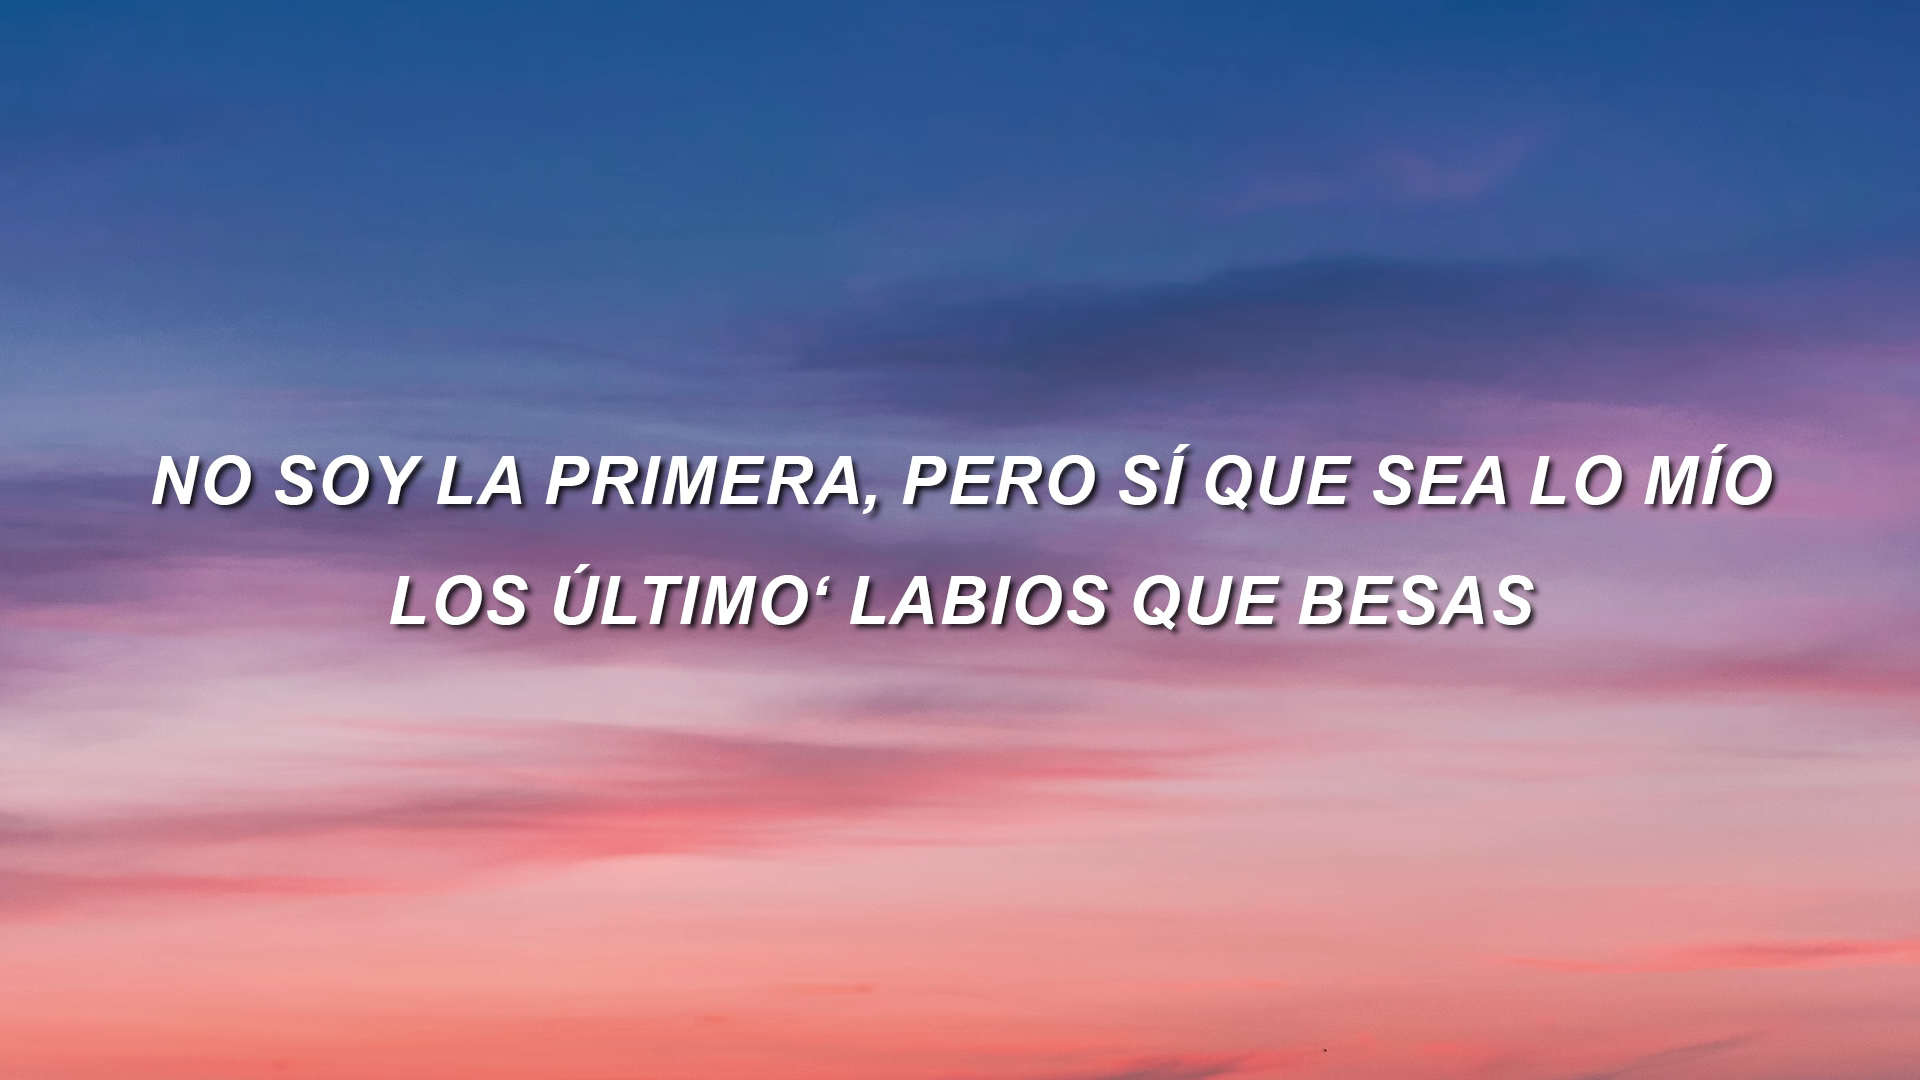 NO SOY LA PRIMERA, PERO SÍ QUE SEA LO MÍO
LOS ÚLTIMO‘ LABIOS QUE BESAS